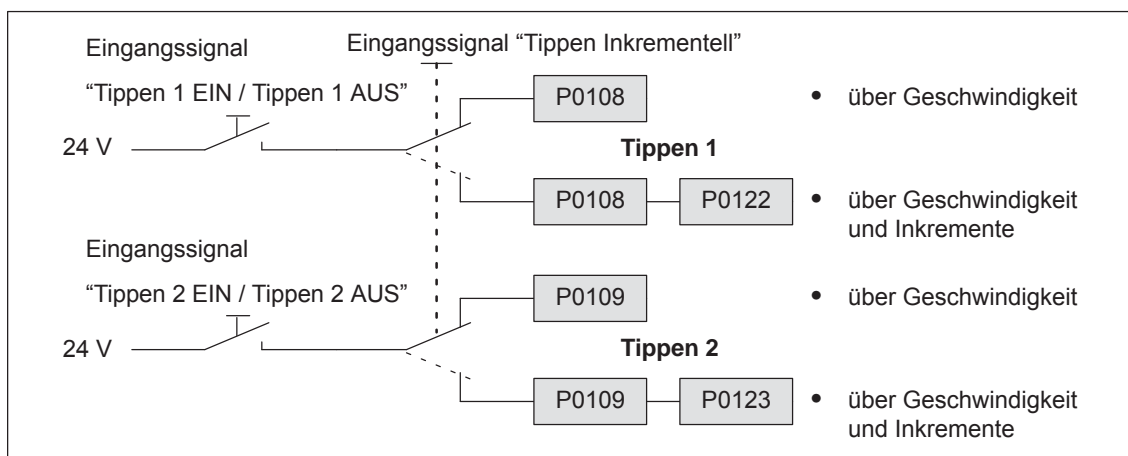 Eingangssignal
Eingangssignal “Tippen Inkrementell”
“Tippen 1 EIN / Tippen 1 AUS”
P0108
• über Geschwindigkeit
24 V
Tippen 1
P0108
P0122
• über Geschwindigkeit
und Inkremente
Eingangssignal
“Tippen 2 EIN / Tippen 2 AUS”
P0109
• über Geschwindigkeit
24 V
Tippen 2
P0109
P0123
• über Geschwindigkeit
und Inkremente